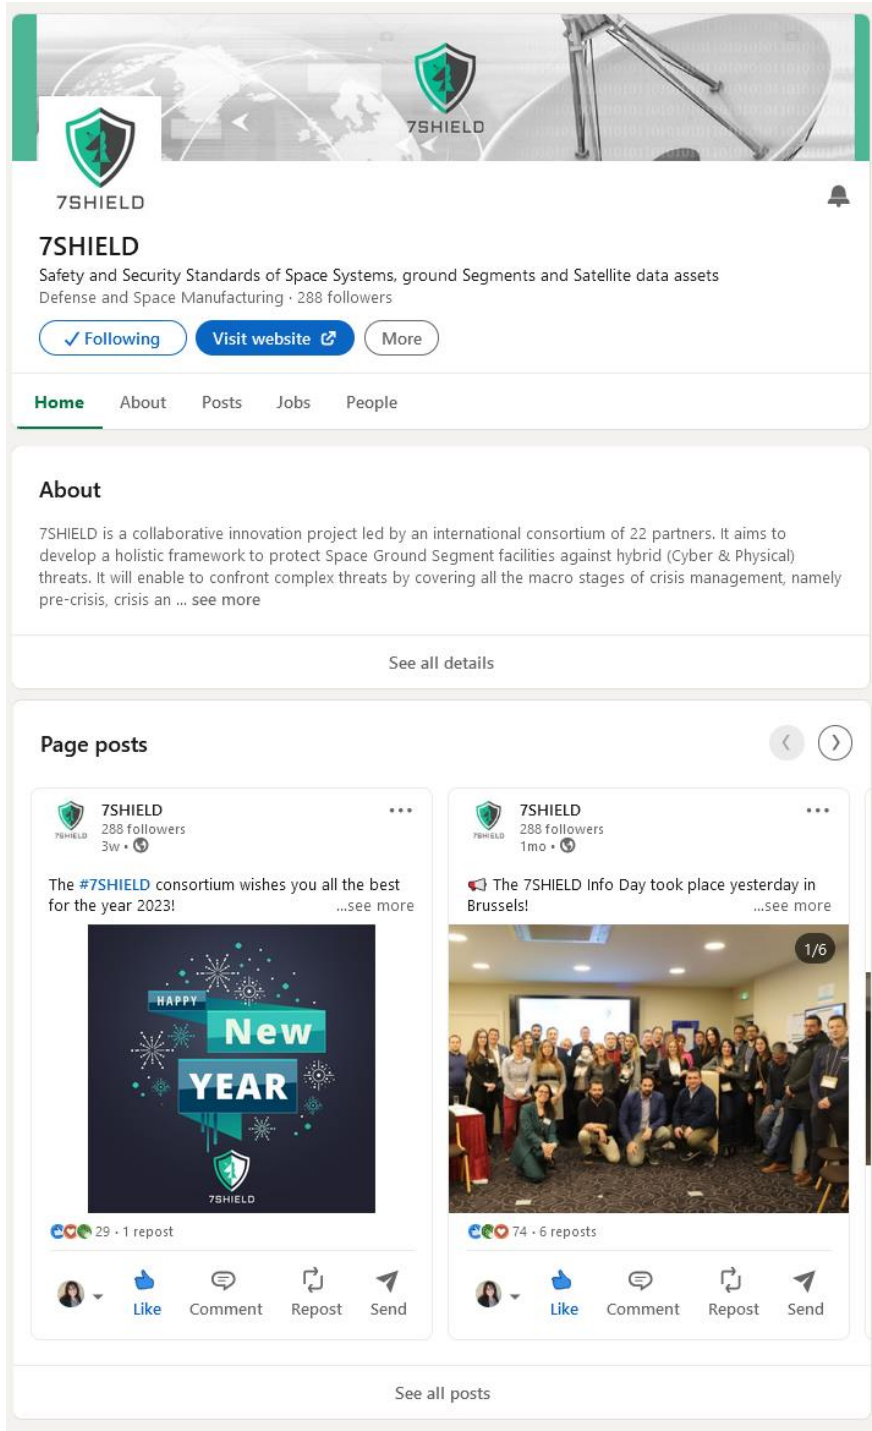 7SHIELD
7SHIELD
7SHIELD
Safety and Security Standards of Space Systems, ground Segments and Satellite data assets
Defense and Space Manufacturing · 288 followers
✓ Following
Visit website
More
Home
About
Posts
Jobs
People
About
7SHIELD is a collaborative innovation project led by an international consortium of 22 partners. It aims to
develop a holistic framework to protect Space Ground Segment facilities against hybrid (Cyber & Physical)
threats. It will enable to confront complex threats by covering all the macro stages of crisis management, namely
pre-crisis, crisis an ... see more
See all details
Page posts
7SHIELD
7SHIELD
288 followers
3w •
The #7SHIELD consortium wishes you all the best
for the year 2023! ...see more
HAPPY
New
YEAR
7SHIELD
29 · 1 repost
Like
Comment
Repost
Send
7SHIELD
7SHIELD
288 followers
1mo •
The 7SHIELD Info Day took place yesterday in
Brussels! ...see more
1/6
74 · 6 reposts
Like
Comment
Repost
Send
See all posts